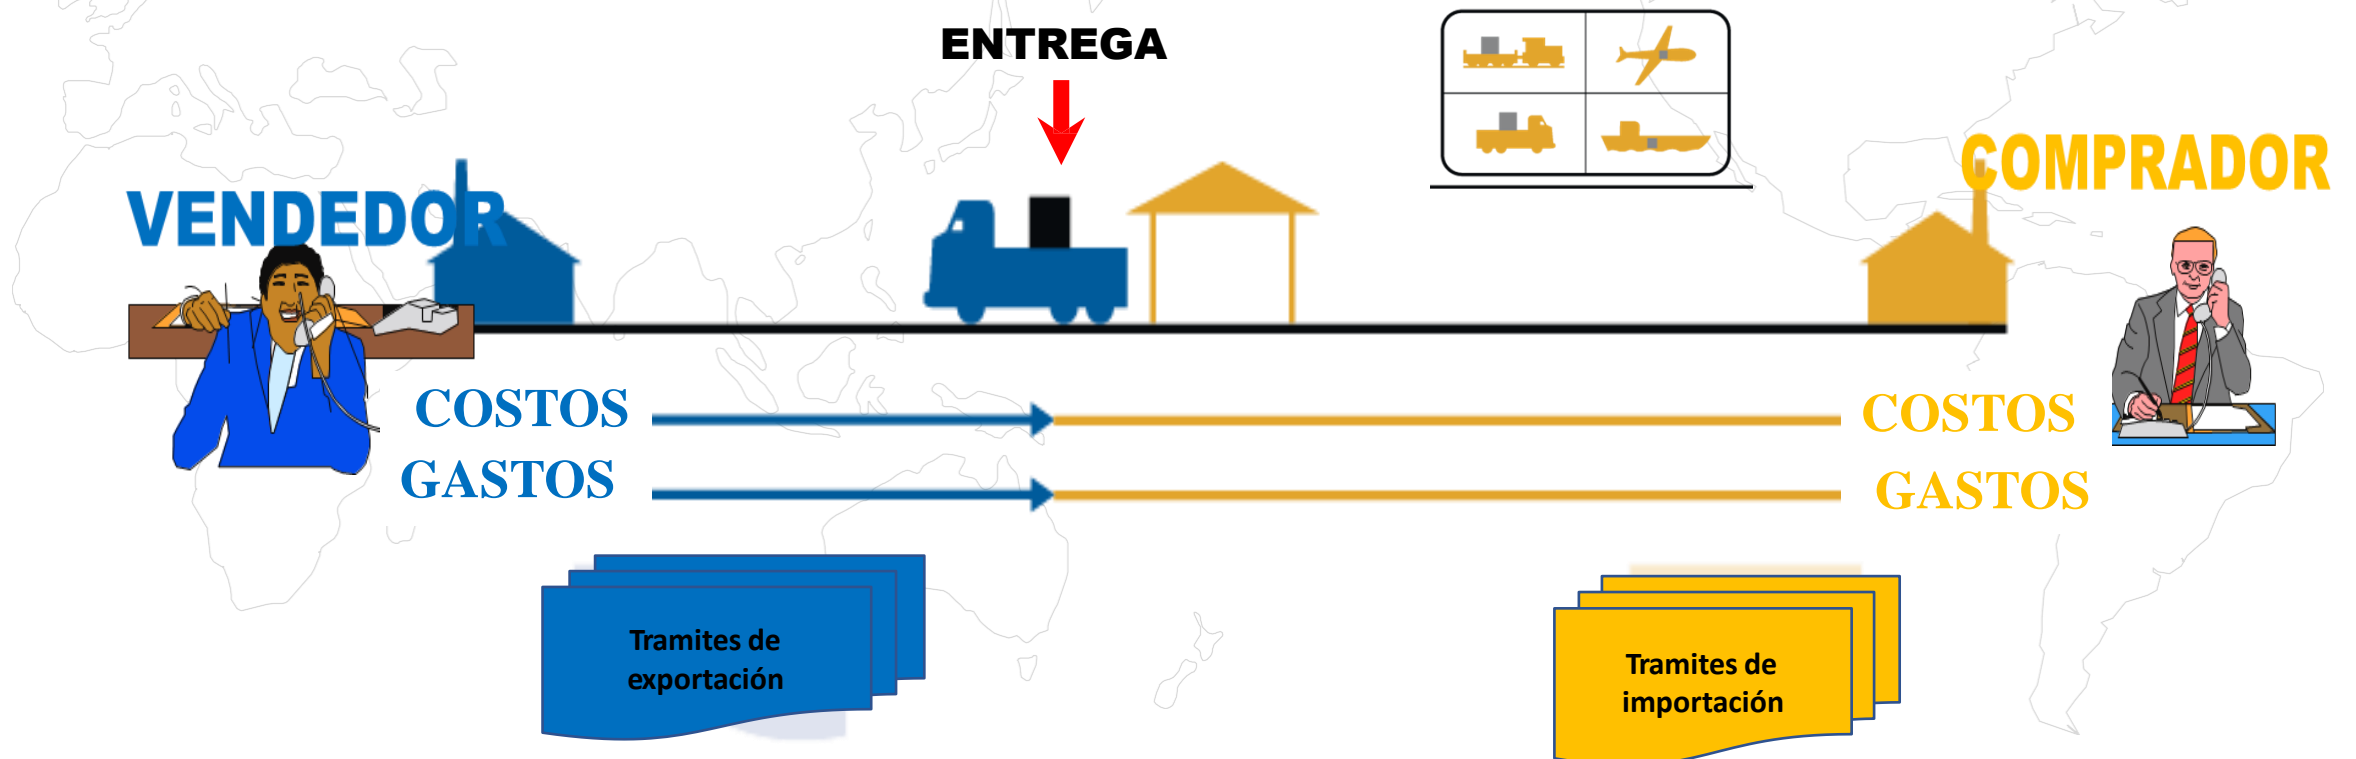 ENTREGA
VENDEDOR
COMPRADOR
COSTOS
COSTOS
GASTOS
GASTOS
Tramites de
exportación
Tramites de
importación